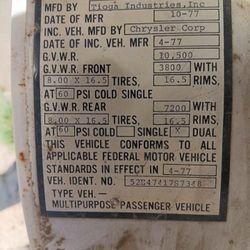 MFD BY Tioga Industries, Inc
DATE OF MFR 10-77
INC. VEH. MFD BY Chrysler Corp
DATE OF INC. VEH. MFR 4-77
G.V.W.R. 10,500
G.V.W.R. FRONT 3800 WITH
8.00 X 16.5 TIRES, 16.5 RIMS,
AT 60 PSI COLD SINGLE
G.V.W.R. REAR 7200 WITH
8.00 X 16.5 TIRES, 16.5 RIMS,
AT 60 PSI COLD SINGLE X DUAL
THIS VEHICLE CONFORMS TO ALL
APPLICABLE FEDERAL MOTOR VEHICLE
STANDARDS IN EFFECT IN 4-77
VEH. IDENT. NO.
TYPE VEH.—
MULTIPURPOSE PASSENGER VEHICLE